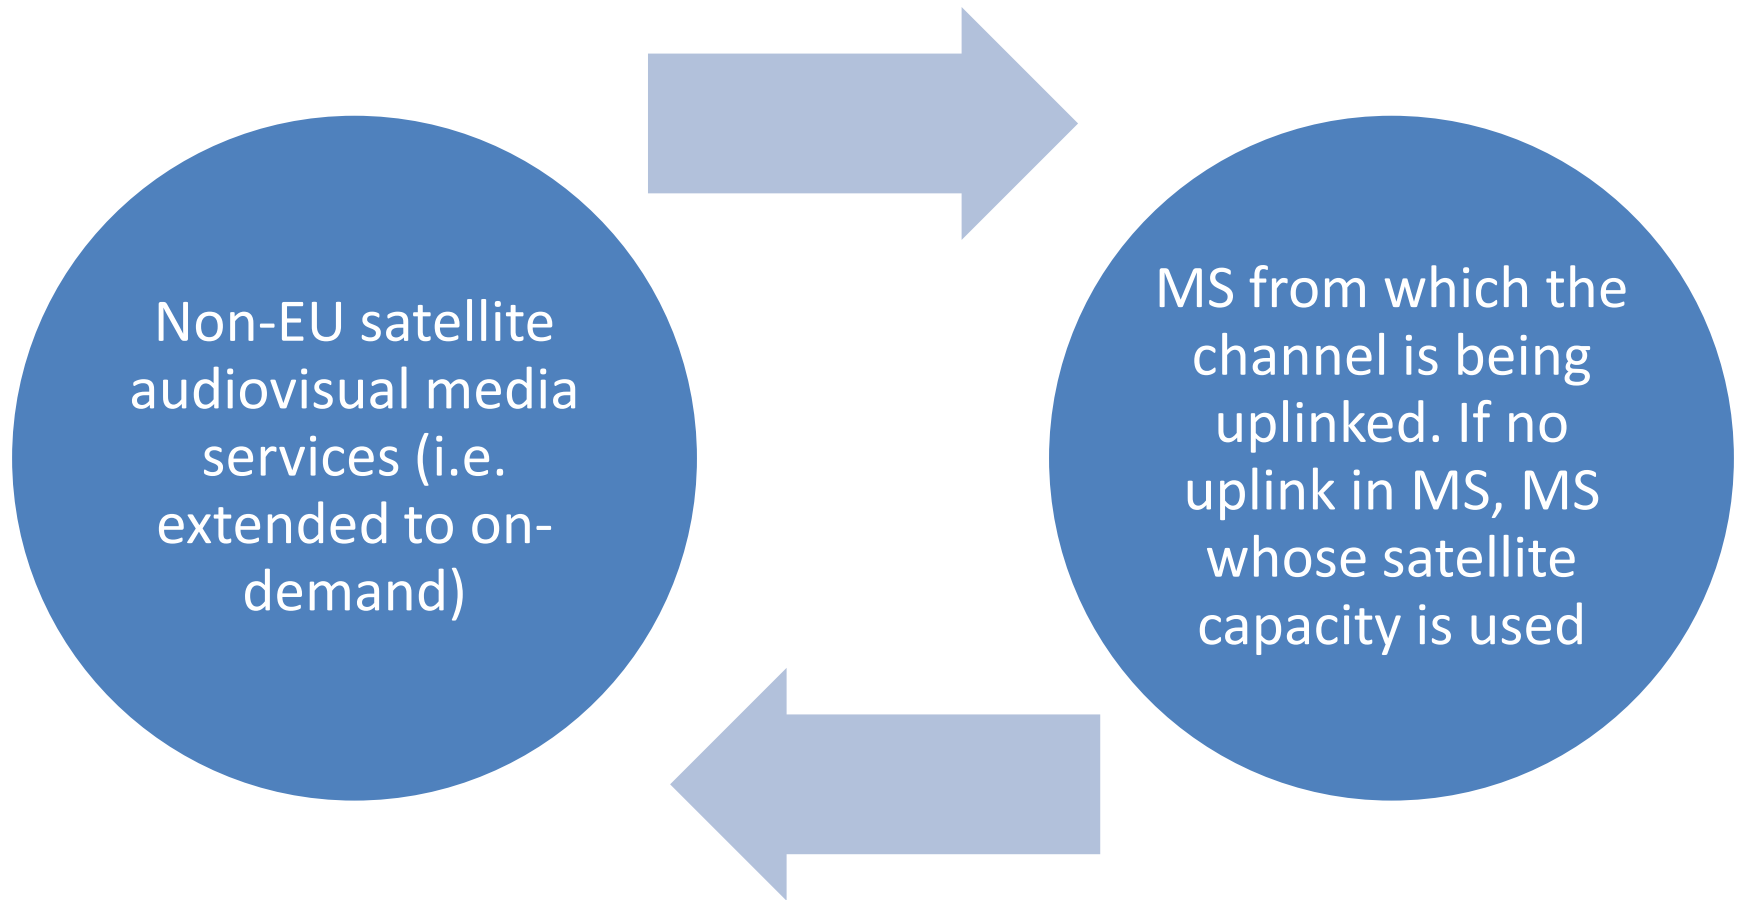 Non-EU satellite
audiovisual media
services (i.e.
extended to on-
demand)
MS from which the
channel is being
uplinked. If no
uplink in MS, MS
whose satellite
capacity is used